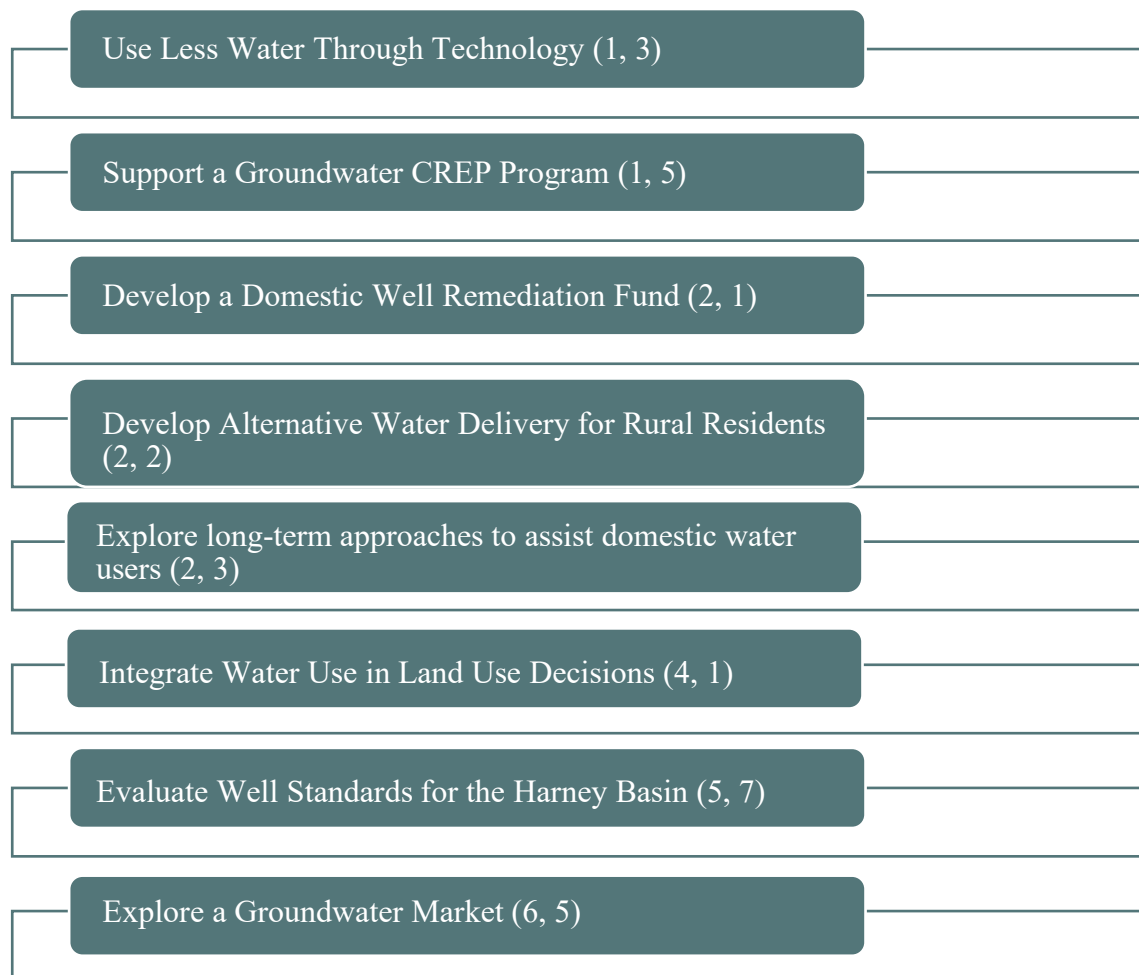 Use Less Water Through Technology (1, 3)
Support a Groundwater CREP Program (1, 5)
Develop a Domestic Well Remediation Fund (2, 1)
Develop Alternative Water Delivery for Rural Residents
(2, 2)
Explore long-term approaches to assist domestic water
users (2, 3)
Integrate Water Use in Land Use Decisions (4, 1)
Evaluate Well Standards for the Harney Basin (5, 7)
Explore a Groundwater Market (6, 5)